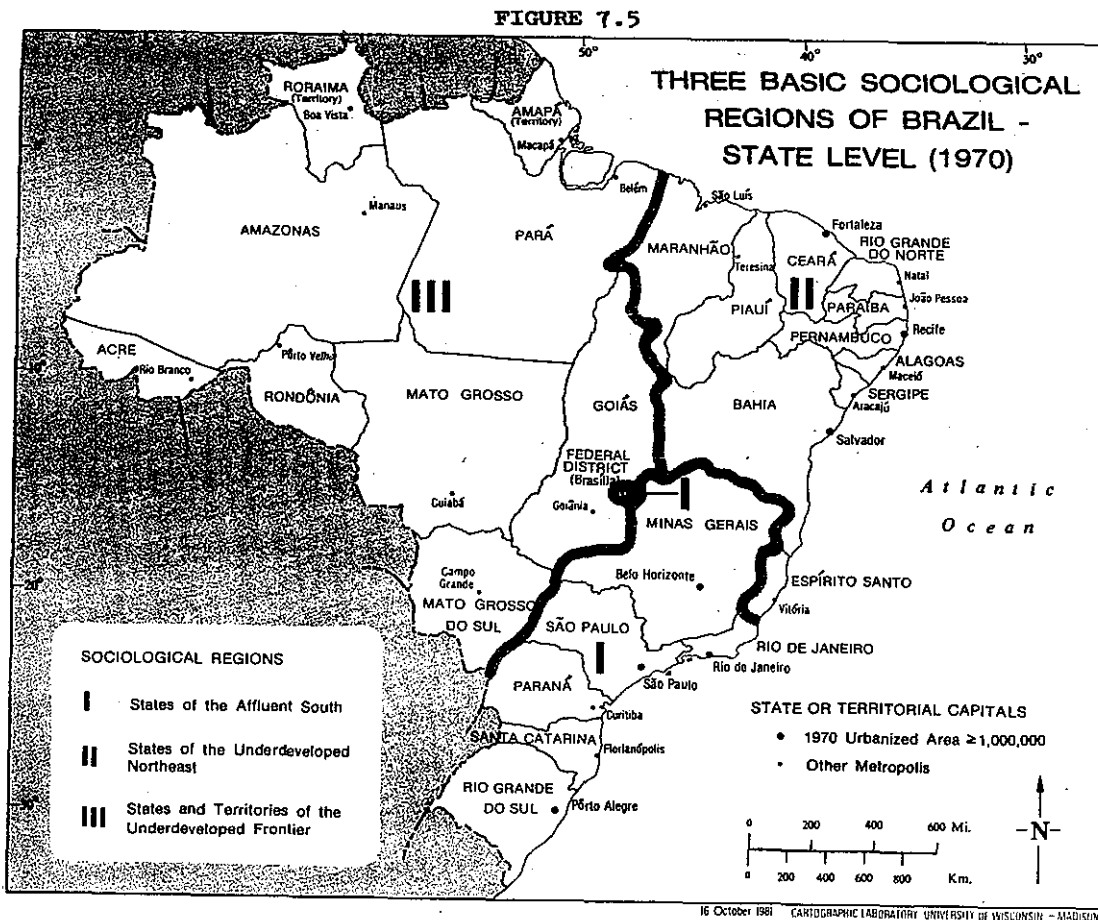 FIGURE 7.5
50°
40°
30°
THREE BASIC SOCIOLOGICAL
REGIONS OF BRAZIL -
STATE LEVEL (1970)
RORAIMA
(Territory)
Boa Vista
AMAPÁ
(Territory)
Macapá
0°
Belém
São Luís
Manaus
AMAZONAS
PARÁ
MARANHÃO
Teresina
Fortaleza
CEARÁ
RIO GRANDE
DO NORTE
Natal
III
II
PIAUÍ
PARAÍBA
João Pessoa
PERNAMBUCO
Recife
ACRE
Rio Branco
Pôrto Velho
10°
RONDÔNIA
MATO GROSSO
GOIÁS
BAHIA
ALAGOAS
Maceió
SERGIPE
Aracajú
Salvador
FEDERAL
DISTRICT
(Brasília)
I
Cuiabá
Goiânia
MINAS GERAIS
Atlantic
Ocean
20°
Campo
Grande
MATO GROSSO
DO SUL
Belo Horizonte
ESPÍRITO SANTO
Vitória
SÃO PAULO
I
RIO DE JANEIRO
Rio do Janeiro
São Paulo
PARANÁ
Curitiba
SANTA CATARINA
Florianópolis
RIO GRANDE
DO SUL
Pôrto Alegre
30°
SOCIOLOGICAL REGIONS
I States of the Affluent South
II States of the Underdeveloped
Northeast
III States and Territories of the
Underdeveloped Frontier
STATE OR TERRITORIAL CAPITALS
1970 Urbanized Area ≥1,000,000
Other Metropolis
0 200 400 600 Mi.
0 200 400 600 800 Km.
-N-
16 October 1981 CARTOGRAPHIC LABORATORY UNIVERSITY OF WISCONSIN - MADISON